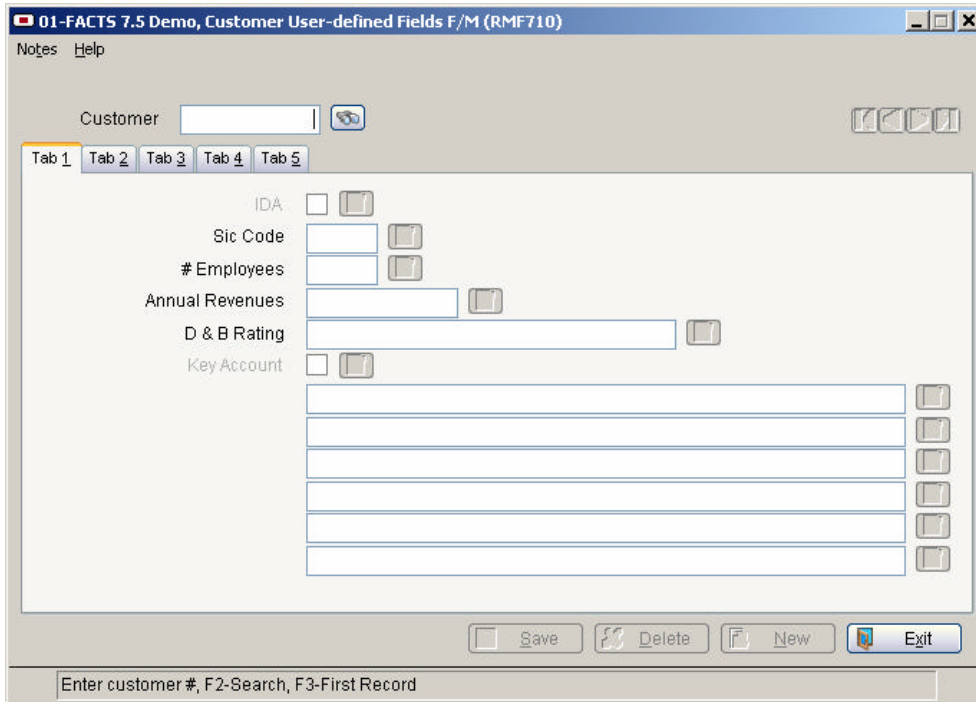 01-FACTS 7.5 Demo, Customer User-defined Fields F/M (RMF710)
Notes Help
Customer
Tab 1 Tab 2 Tab 3 Tab 4 Tab 5
IDA
Sic Code
# Employees
Annual Revenues
D & B Rating
Key Account
Save Delete New Exit
Enter customer #, F2-Search, F3-First Record